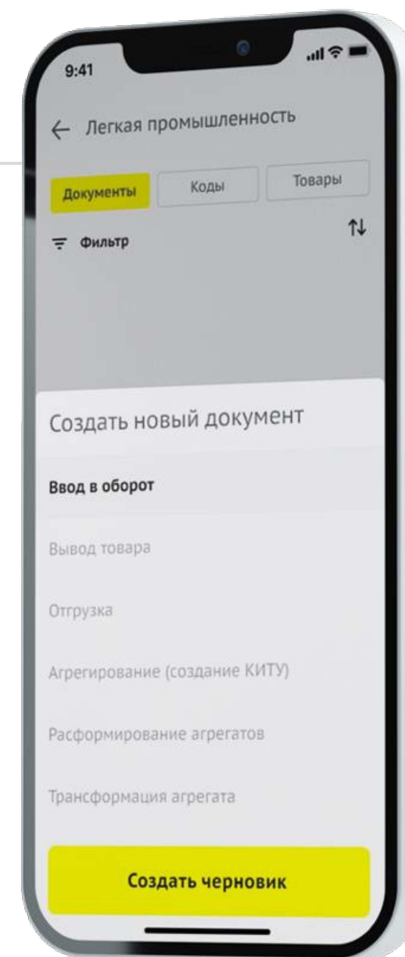 9:41
← Легкая промышленность
Документы Коды Товары
Фильтр
Создать новый документ
Ввод в оборот
Вывод товара
Отгрузка
Агрегирование (создание КИТУ)
Расформирование агрегатов
Трансформация агрегата
Создать черновик